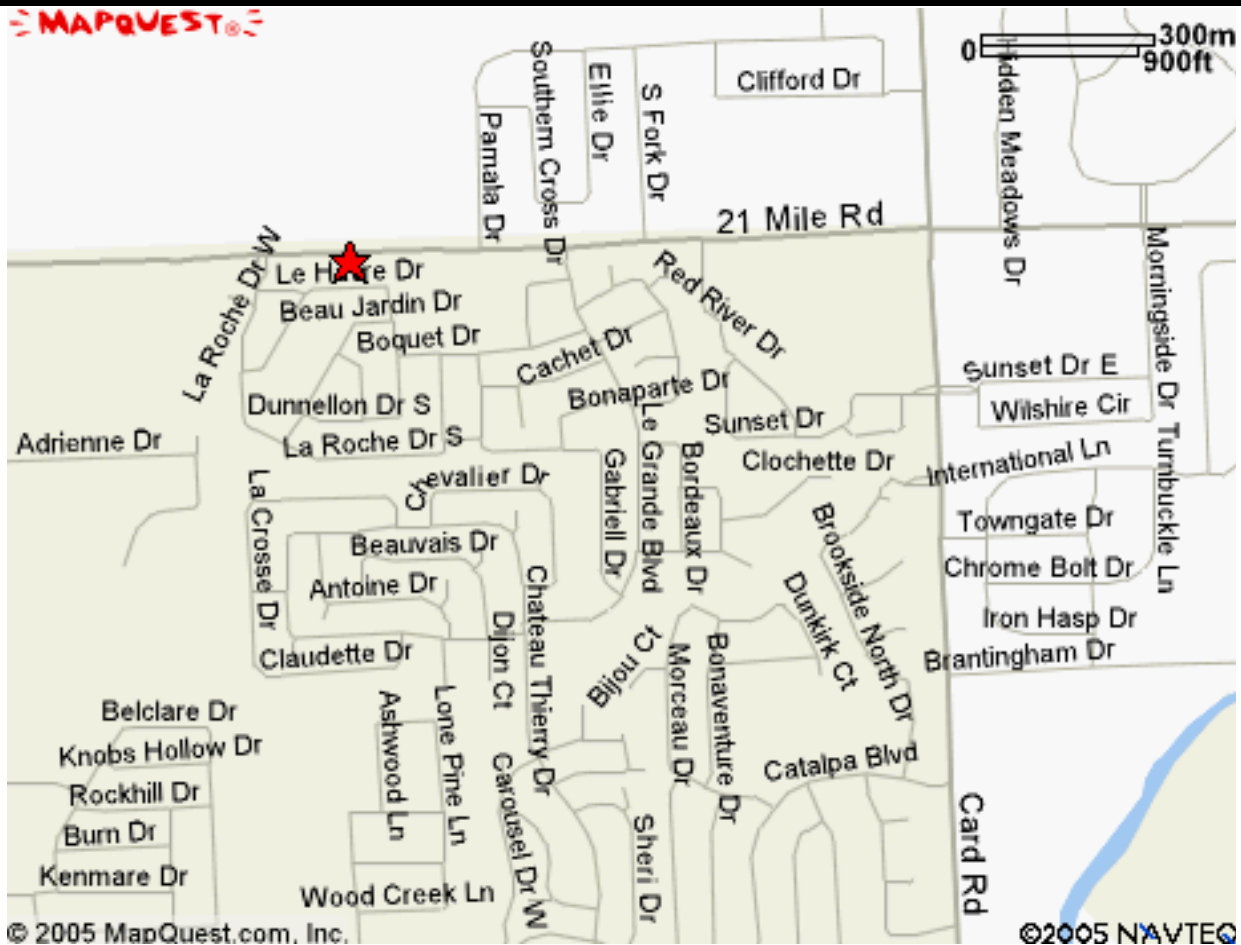 MAPQUEST®
0 300m
900ft
Clifford Dr
Southern Cross Dr
Ellie Dr
S Fork Dr
Pamala Dr
Hidden Meadows Dr
21 Mile Rd
La Roche Dr W
Le Havre Dr
Beau Jardin Dr
Boquet Dr
Red River Dr
Morningside Dr
Cachet Dr
Bonaparte Dr
Sunset Dr E
Wilshire Cir
Dunnellon Dr S
Sunset Dr
La Roche Dr S
Adrienne Dr
Le Grande Blvd
Clochette Dr
International Ln
Turnbuckle Ln
La Crosse Dr
Chevalier Dr
Gabriell Dr
Bordeaux Dr
Brookside North Dr
Towngate Dr
Beauvais Dr
Chrome Bolt Dr
Antoine Dr
Chateau Thierry Dr
Dunkirk Ct
Iron Hasp Dr
Dijon Ct
Claudette Dr
Bijou Ct
Morceau Dr
Bonaventure Dr
Brantingham Dr
Belclare Dr
Ashwood Ln
Lone Pine Ln
Knobs Hollow Dr
Carousel Dr W
Catalpa Blvd
Rockhill Dr
Burn Dr
Sheri Dr
Card Rd
Kenmare Dr
Wood Creek Ln
© 2005 MapQuest.com, Inc.
©2005 NAVTEQ